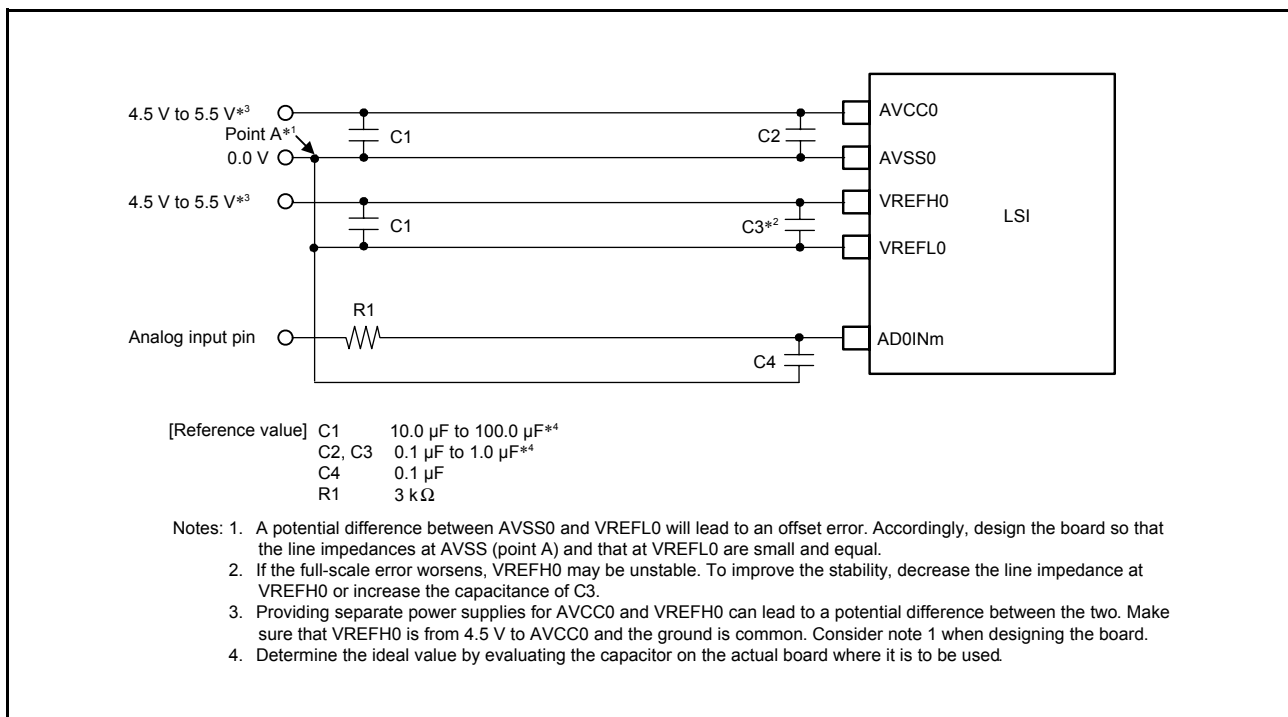 4.5 V to 5.5 V*3
Point A*1
0.0 V
C1
C2
AVCC0
AVSS0
4.5 V to 5.5 V*3
C1
C3*2
VREFH0
VREFL0
LSI
R1
Analog input pin
C4
AD0INm
[Reference value] C1 10.0 µF to 100.0 µF*4
C2, C3 0.1 µF to 1.0 µF*4
C4 0.1 µF
R1 3 kΩ
Notes: 1. A potential difference between AVSS0 and VREFL0 will lead to an offset error. Accordingly, design the board so that
the line impedances at AVSS (point A) and that at VREFL0 are small and equal.
2. If the full-scale error worsens, VREFH0 may be unstable. To improve the stability, decrease the line impedance at
VREFH0 or increase the capacitance of C3.
3. Providing separate power supplies for AVCC0 and VREFH0 can lead to a potential difference between the two. Make
sure that VREFH0 is from 4.5 V to AVCC0 and the ground is common. Consider note 1 when designing the board.
4. Determine the ideal value by evaluating the capacitor on the actual board where it is to be used.